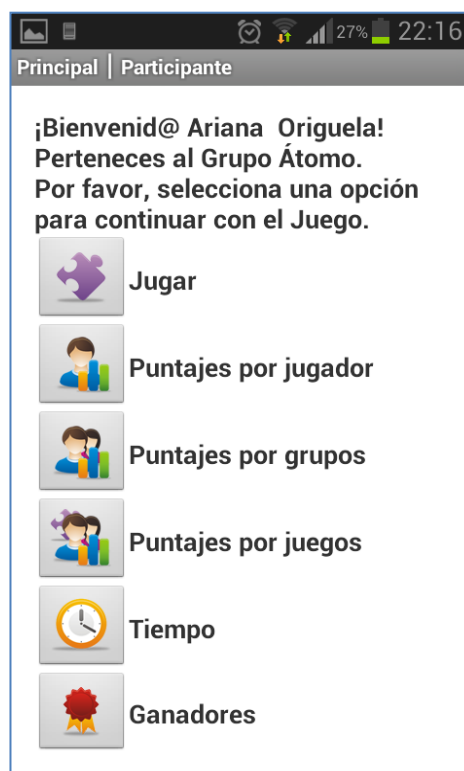 27% 22:16
Principal | Participante
¡Bienvenid@ Ariana  Origuela!
Perteneces al Grupo Átomo.
Por favor, selecciona una opción
para continuar con el Juego.
Jugar
Puntajes por jugador
Puntajes por grupos
Puntajes por juegos
Tiempo
Ganadores